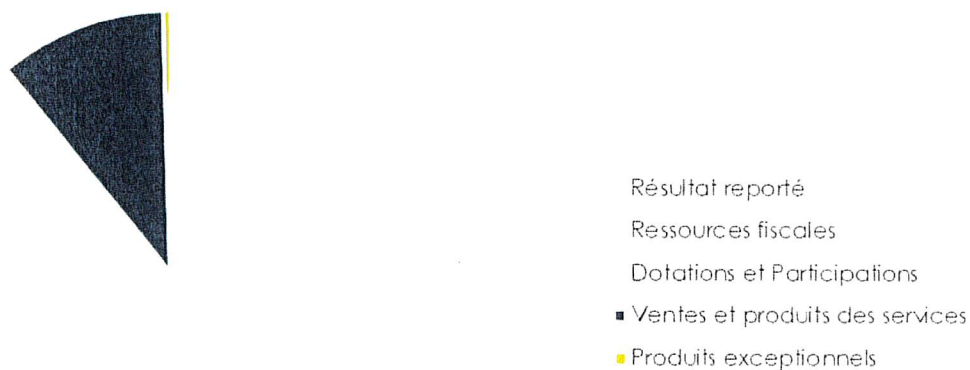 Résultat reporté
Ressources fiscales
Dotations et Participations
Ventes et produits des services
Produits exceptionnels